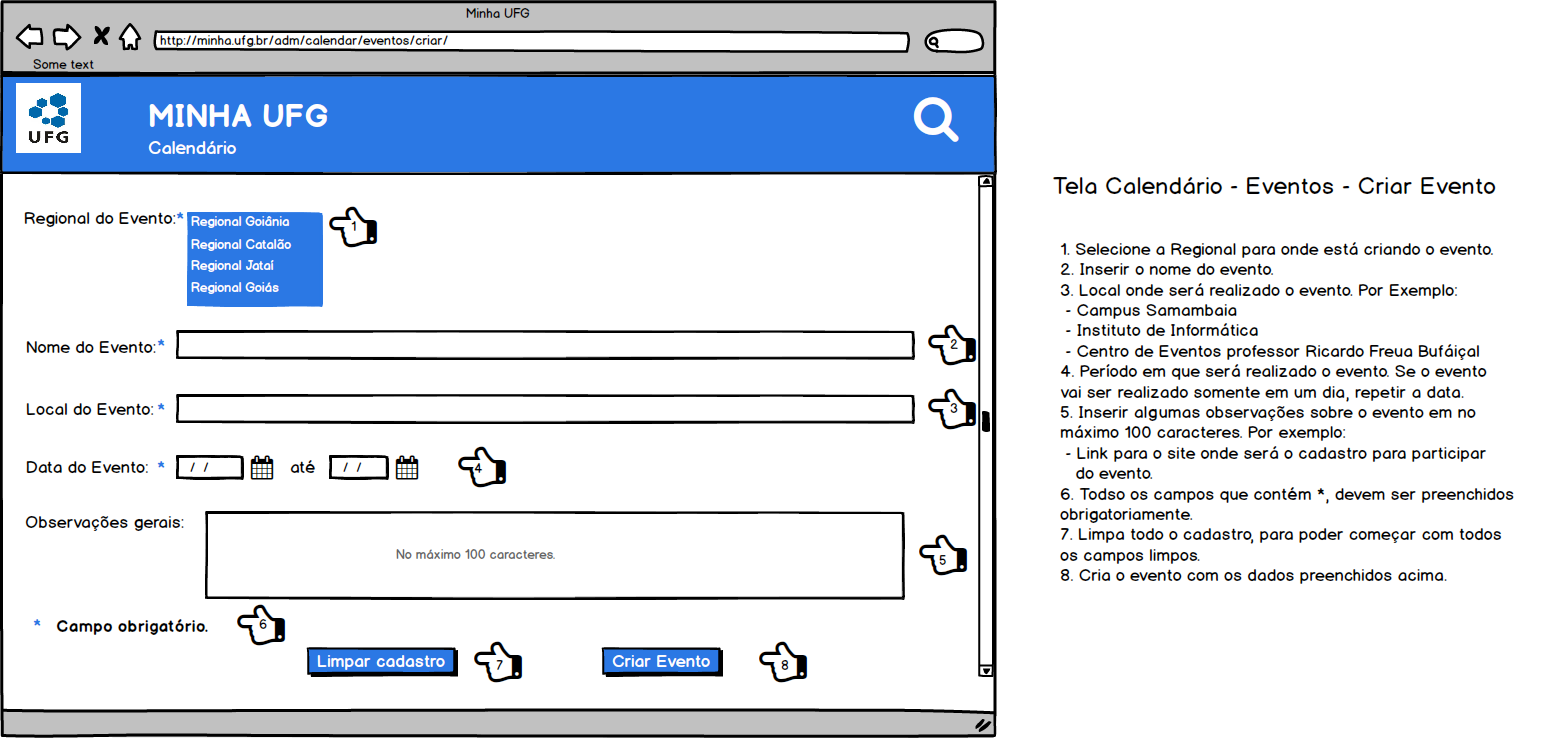 Minha UFG
http://minha.ufg.br/adm/calendar/eventos/criar/
Some text
UFG
MINHA UFG
Calendário
Regional do Evento:*
Regional Goiânia
Regional Catalão
Regional Jataí
Regional Goiás
1
Nome do Evento:*
2
Local do Evento: *
3
Data do Evento: *
/ /
até
/ /
4
Observações gerais:
No máximo 100 caracteres.
5
* Campo obrigatório.
6
Limpar cadastro
7
Criar Evento
8
Tela Calendário - Eventos - Criar Evento
1. Selecione a Regional para onde está criando o evento.
2. Inserir o nome do evento.
3. Local onde será realizado o evento. Por Exemplo:
- Campus Samambaia
- Instituto de Informática
- Centro de Eventos professor Ricardo Freua Bufáiçal
4. Período em que será realizado o evento. Se o evento
vai ser realizado somente em um dia, repetir a data.
5. Inserir algumas observações sobre o evento em no
máximo 100 caracteres. Por exemplo:
- Link para o site onde será o cadastro para participar
do evento.
6. Todso os campos que contém *, devem ser preenchidos
obrigatoriamente.
7. Limpa todo o cadastro, para poder começar com todos
os campos limpos.
8. Cria o evento com os dados preenchidos acima.